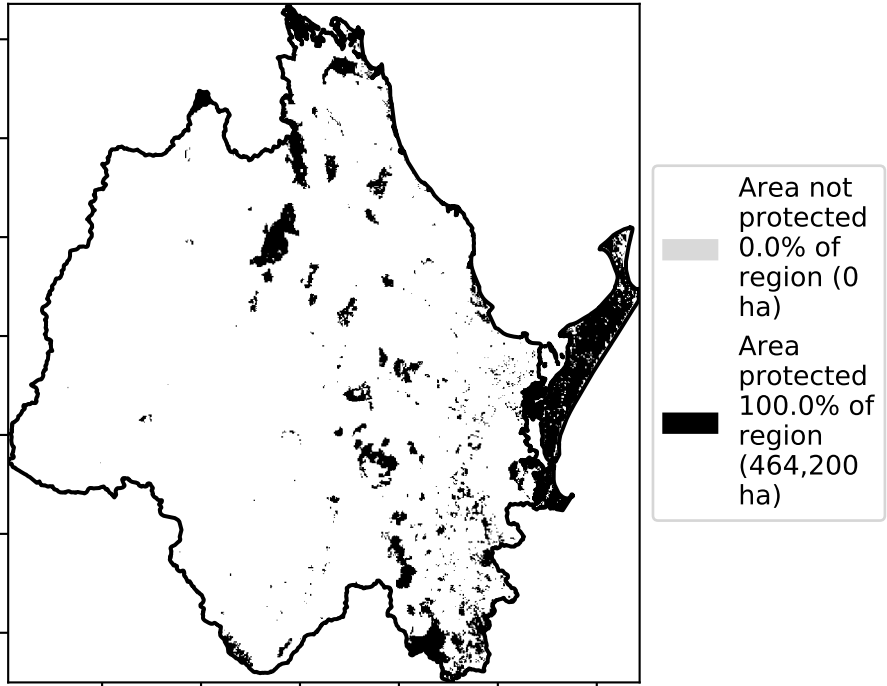 Area not
protected
0.0% of
region (0
ha)
Area
protected
100.0% of
region
(464,200
ha)